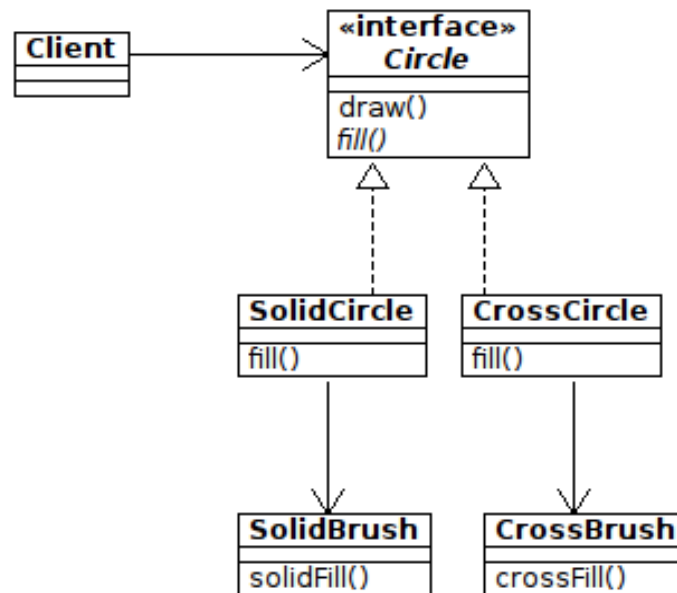 Client
«interface»
Circle
draw()
fill()
SolidCircle
fill()
CrossCircle
fill()
SolidBrush
solidFill()
CrossBrush
crossFill()